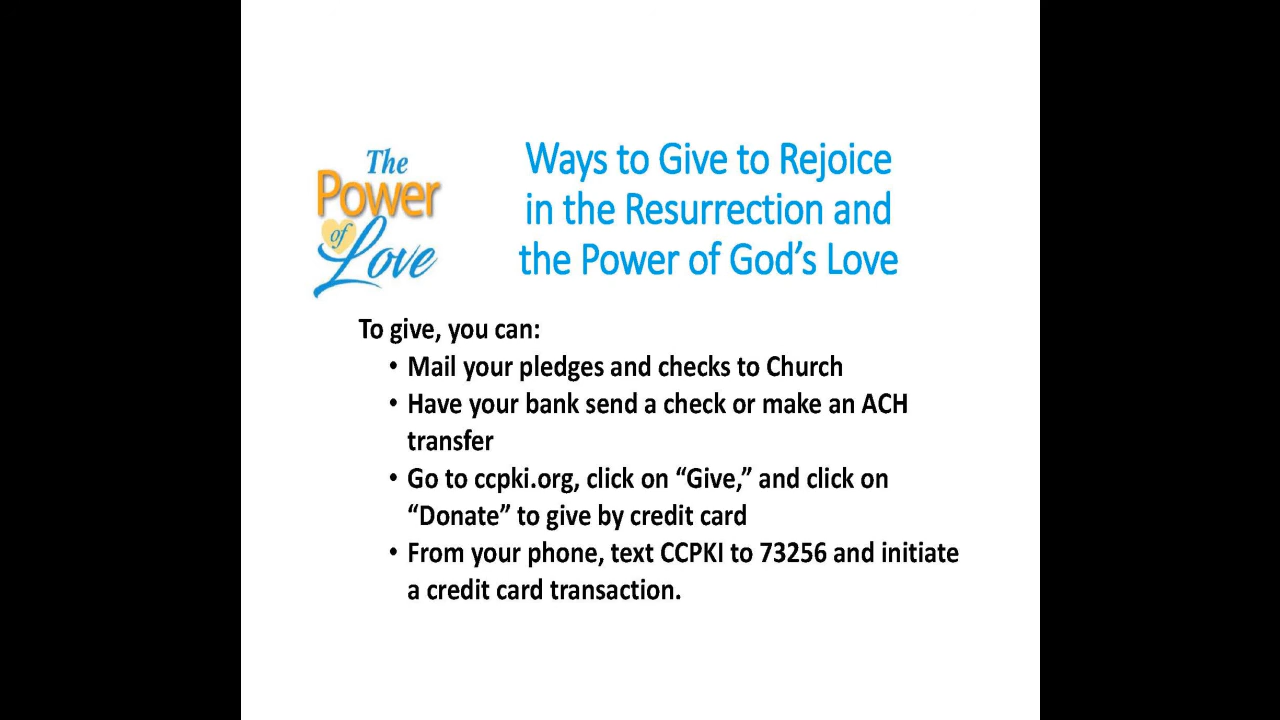 The
Power
of
Love
Ways to Give to Rejoice
in the Resurrection and
the Power of God’s Love
To give, you can:
• Mail your pledges and checks to Church
• Have your bank send a check or make an ACH
transfer
• Go to ccpki.org, click on “Give,” and click on
“Donate” to give by credit card
• From your phone, text CCPKI to 73256 and initiate
a credit card transaction.